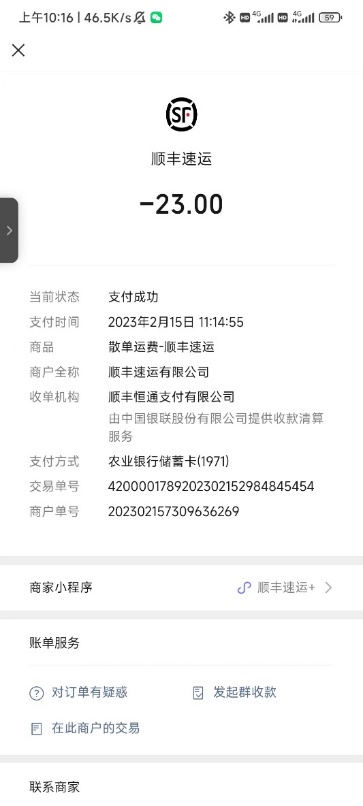 上午10:16 | 46.5K/s
HD 4G HD 4G 59
SF
顺丰速运
-23.00
当前状态 支付成功
支付时间 2023年2月15日 11:14:55
商品 散单运费-顺丰速运
商户全称 顺丰速运有限公司
收单机构 顺丰恒通支付有限公司
由中国银联股份有限公司提供收款清算
服务
支付方式 农业银行储蓄卡(1971)
交易单号 4200001789202302152984845454
商户单号 202302157309636269
商家小程序 顺丰速运+
账单服务
对订单有疑惑 发起群收款
在此商户的交易
联系商家